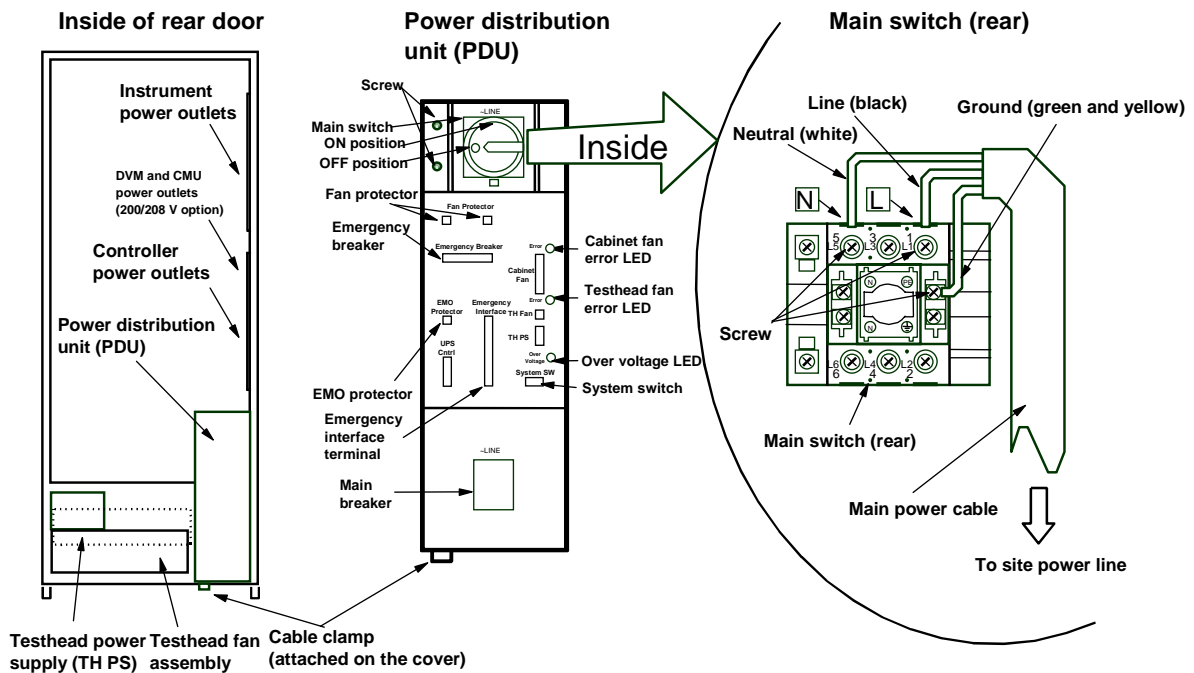 Inside of rear door
Instrument
power outlets
DVM and CMU
power outlets
(200/208 V option)
Controller
power outlets
Power distribution
unit (PDU)
Testhead power
supply (TH PS)
Testhead fan
assembly
Cable clamp
(attached on the cover)
Power distribution
unit (PDU)
Screw
Main switch
ON position
OFF position
Fan protector
Emergency
breaker
EMO protector
Emergency
interface
terminal
Main
breaker
~LINE
Fan Protector
Emergency Breaker
Error
Cabinet
Fan
EMO
Protector
Emergency
Interface
Error
TH Fan
TH PS
UPS
Cntrl
Over
Voltage
System SW
~LINE
Cabinet fan
error LED
Testhead fan
error LED
Over voltage LED
System switch
Inside
Main switch (rear)
Line (black)
Ground (green and yellow)
Neutral (white)
N
L
5
3
1
L5
L3
L1
N
PE
N
L6
L4
L2
6
4
2
Screw
Main switch (rear)
Main power cable
To site power line